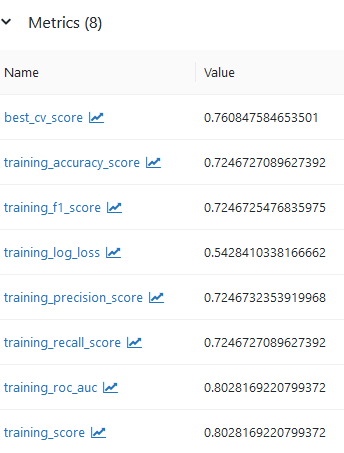 Metrics (8)
Name Value
best_cv_score 0.760847584653501
training_accuracy_score 0.7246727089627392
training_f1_score 0.7246725476835975
training_log_loss 0.5428410338166662
training_precision_score 0.7246732353919968
training_recall_score 0.7246727089627392
training_roc_auc 0.8028169220799372
training_score 0.8028169220799372